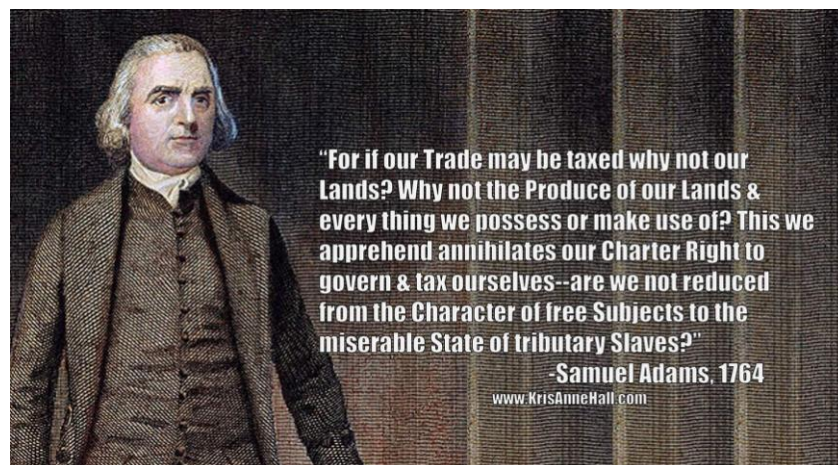 “For if our Trade may be taxed why not our
Lands? Why not the Produce of our Lands &
every thing we possess or make use of? This we
apprehend annihilates our Charter Right to
govern & tax ourselves--are we not reduced
from the Character of free Subjects to the
miserable State of tributary Slaves?”
-Samuel Adams, 1764
www.KrisAnneHall.com